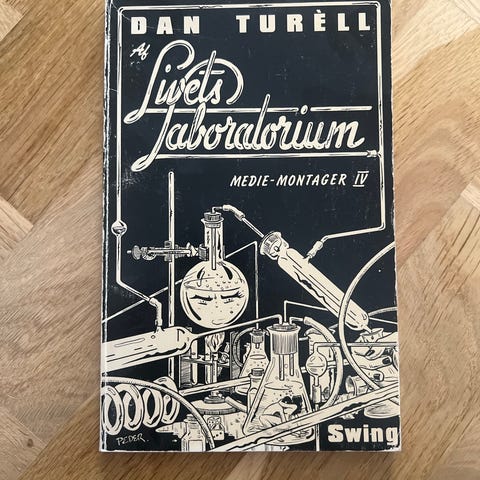 DAN TURÈLL
Af
Livets
Laboratorium
MEDIE-MONTAGER IV
Swing
PEDER